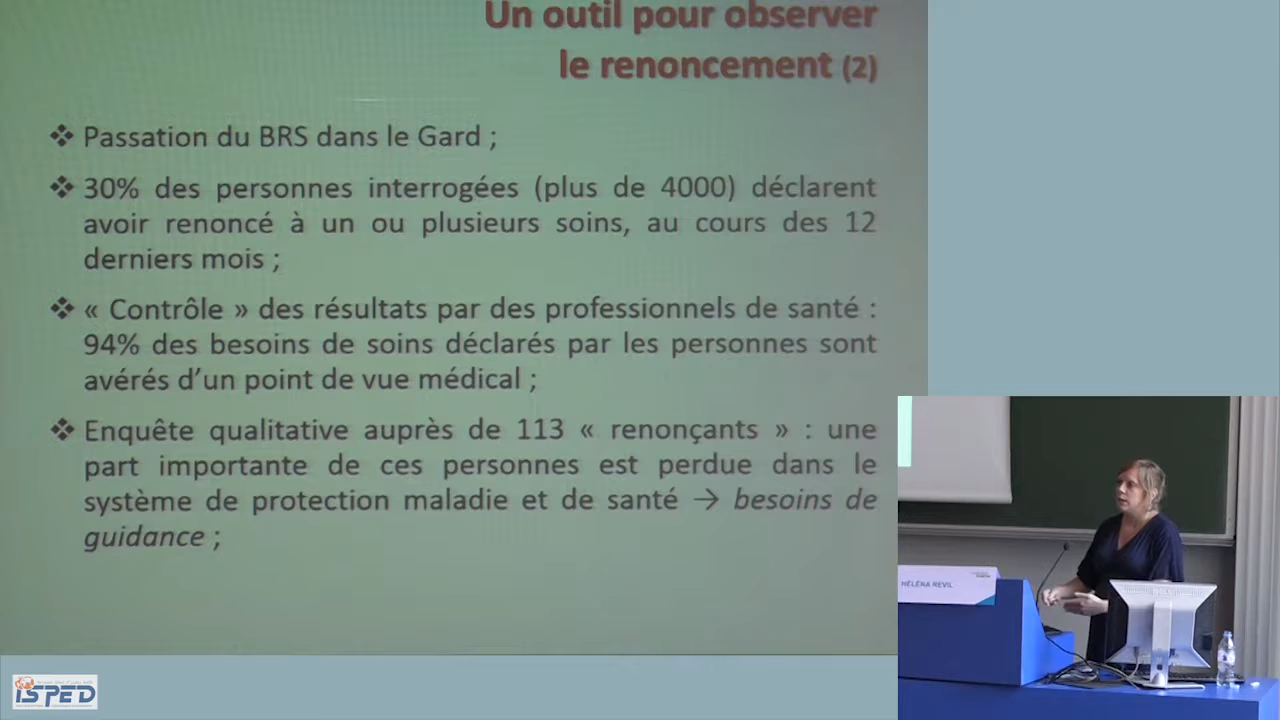 Un outil pour observer
le renoncement (2)
❖ Passation du BRS dans le Gard ;
❖ 30% des personnes interrogées (plus de 4000) déclarent
avoir renoncé à un ou plusieurs soins, au cours des 12
derniers mois ;
❖ « Contrôle » des résultats par des professionnels de santé :
94% des besoins de soins déclarés par les personnes sont
avérés d'un point de vue médical ;
❖ Enquête qualitative auprès de 113 « renonçants » : une
part importante de ces personnes est perdue dans le
système de protection maladie et de santé → besoins de
guidance ;
HÉLÉNA REVIL
ISPED